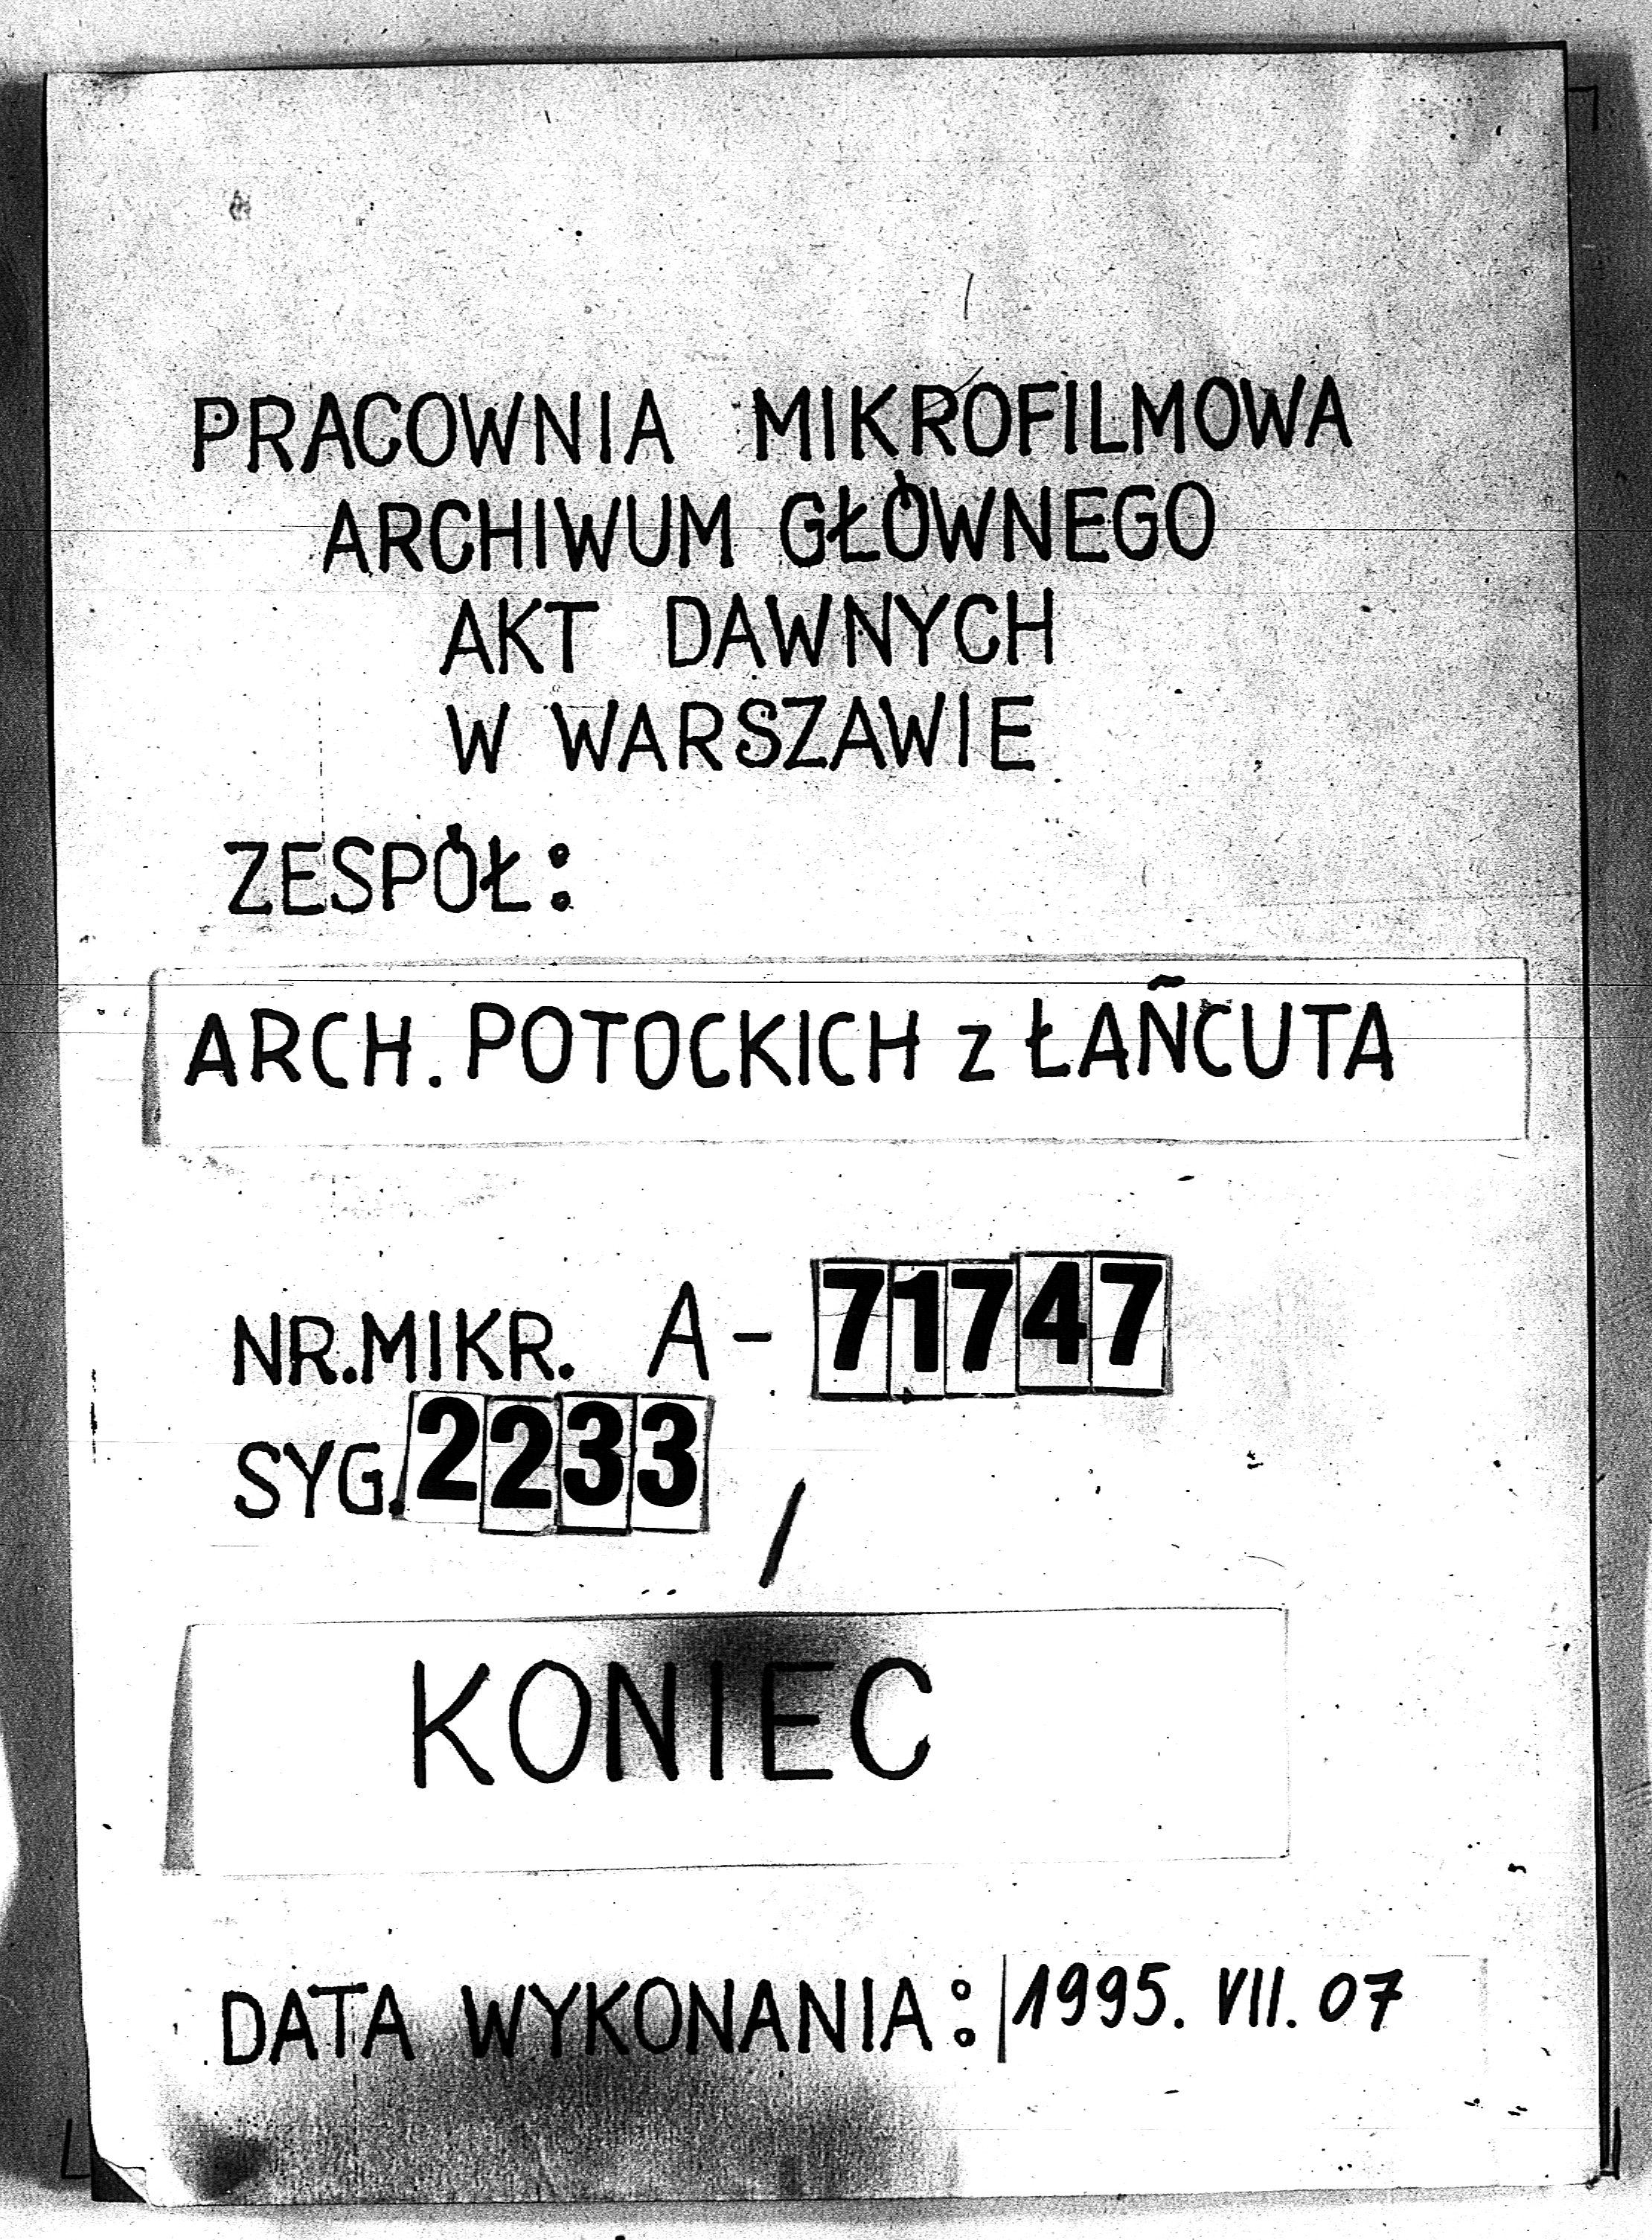 PRACOWNIA MIKROFILMOWA
ARCHIWUM GŁÓWNEGO
AKT DAWNYCH
W WARSZAWIE
ZESPÓŁ:
ARCH. POTOCKICH z ŁAŃCUTA
NR.MIKR. A-71747
SYG. 2233 /
KONIEC
DATA WYKONANIA: 1995. VII. 07